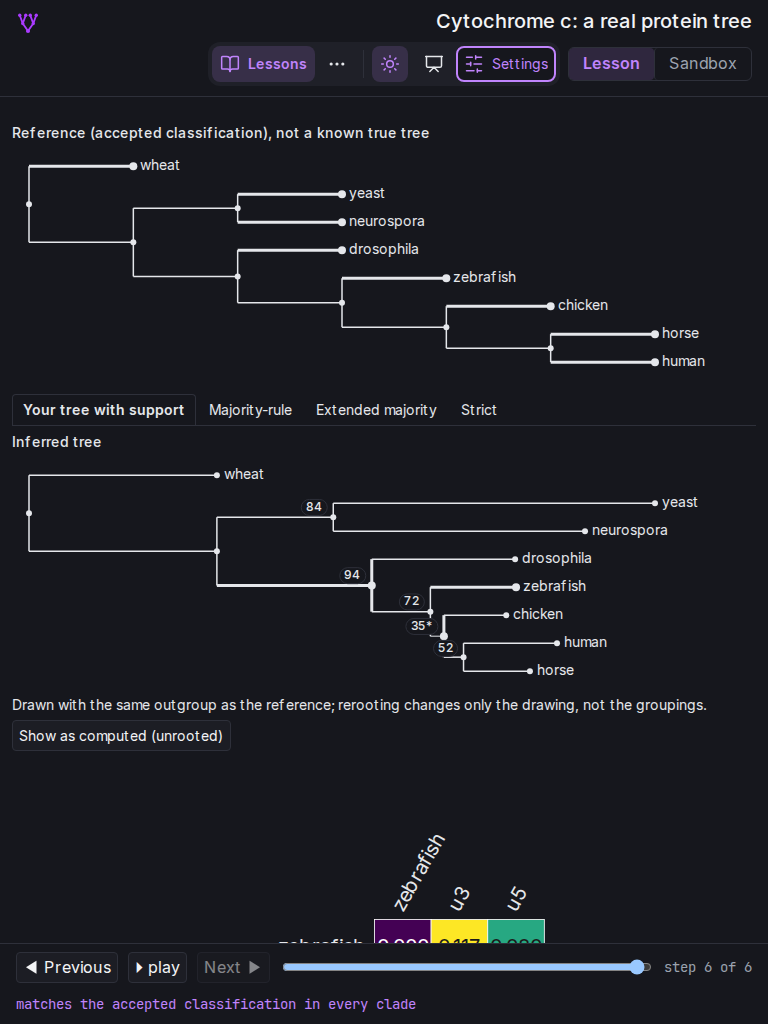 Cytochrome c: a real protein tree
Lessons
Settings
Lesson
Sandbox
Reference (accepted classification), not a known true tree
wheat
yeast
neurospora
drosophila
zebrafish
chicken
horse
human
Your tree with support
Majority-rule
Extended majority
Strict
Inferred tree
wheat
84
yeast
neurospora
drosophila
94
zebrafish
72
chicken
35*
human
52
horse
Drawn with the same outgroup as the reference; rerooting changes only the drawing, not the groupings.
Show as computed (unrooted)
zebrafish
u3
u5
◀ Previous
play
Next ▶
step 6 of 6
matches the accepted classification in every clade